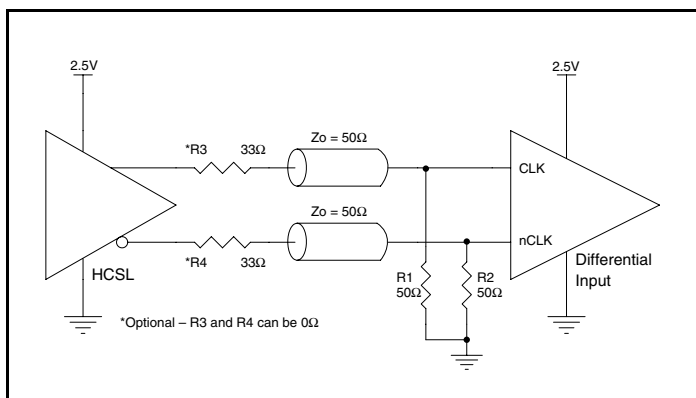 2.5V
2.5V
*R3 33Ω
Zo = 50Ω
CLK
Zo = 50Ω
nCLK
HCSL
*R4 33Ω
R1
50Ω
R2
50Ω
Differential
Input
*Optional – R3 and R4 can be 0Ω